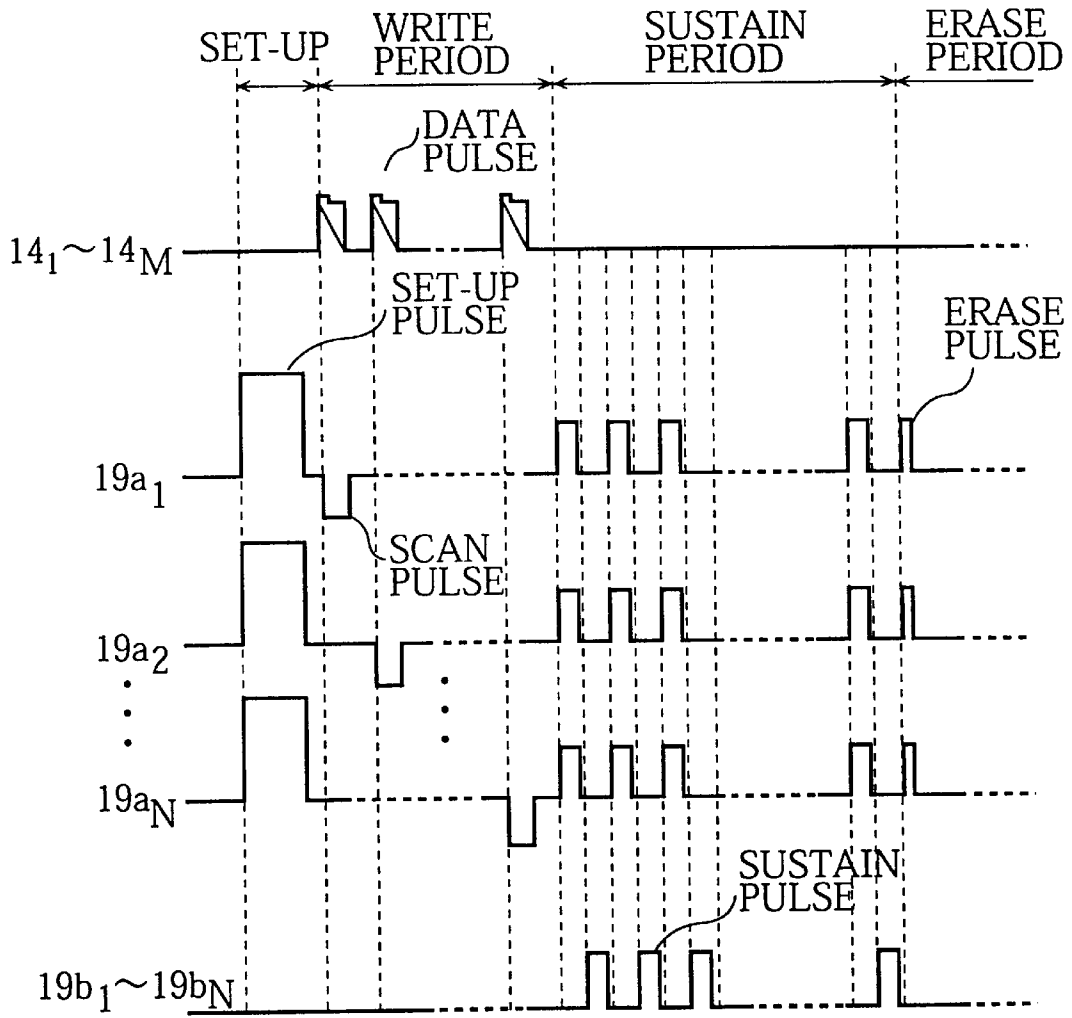 SET-UP
WRITE
PERIOD
SUSTAIN
PERIOD
ERASE
PERIOD
DATA
PULSE
14₁～14M
SET-UP
PULSE
ERASE
PULSE
19a₁
SCAN
PULSE
19a₂
19aN
SUSTAIN
PULSE
19b₁～19bN